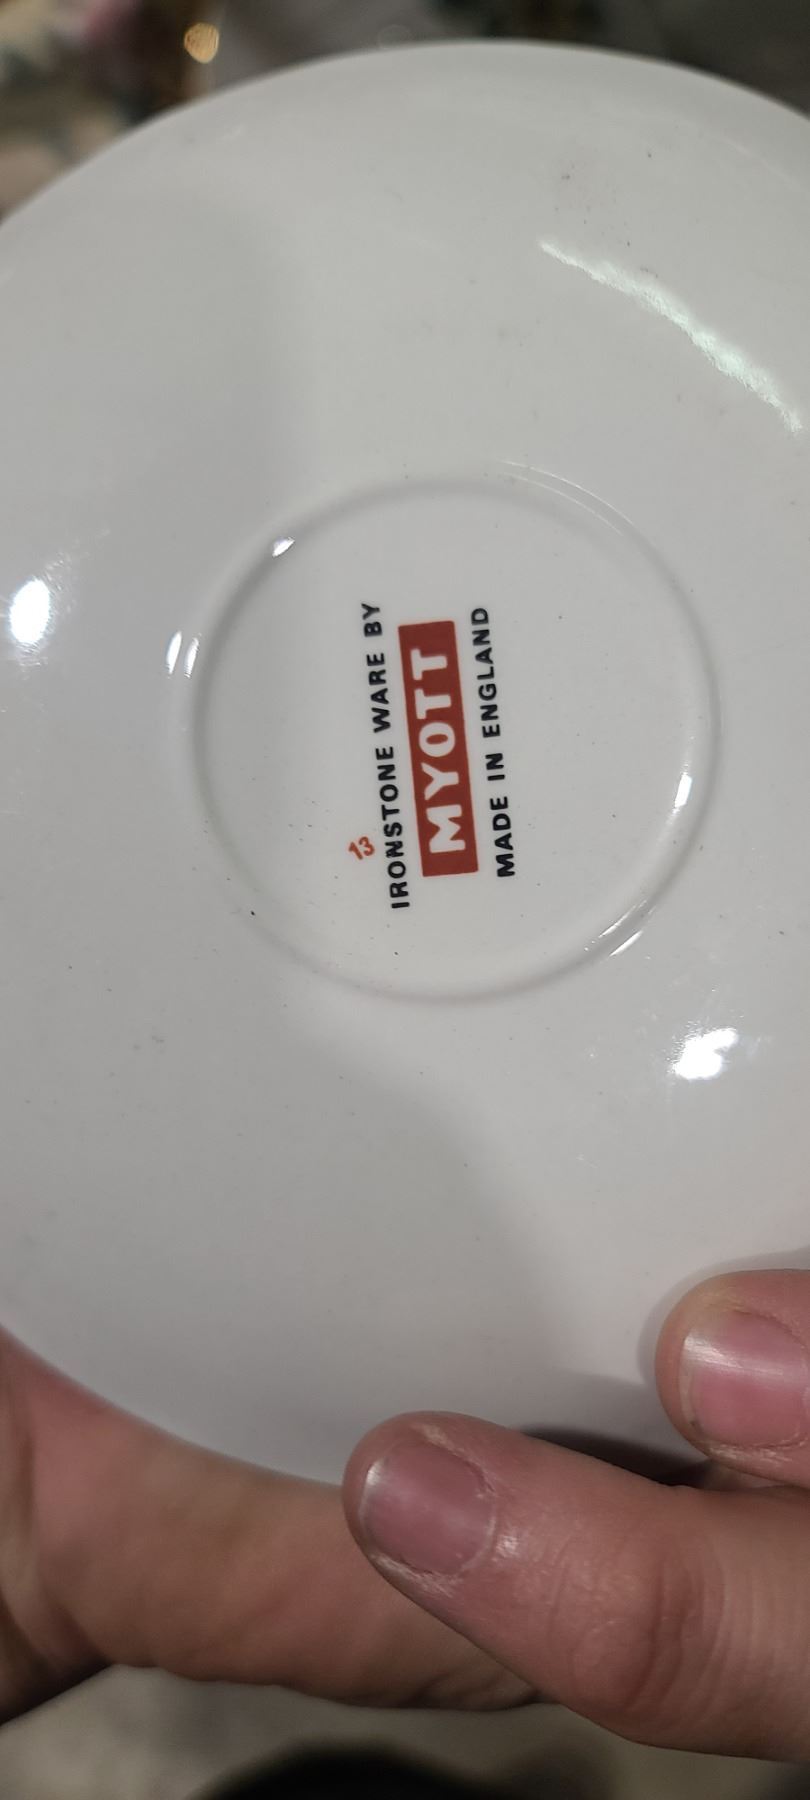 13
IRONSTONE WARE BY
MYOTT
MADE IN ENGLAND